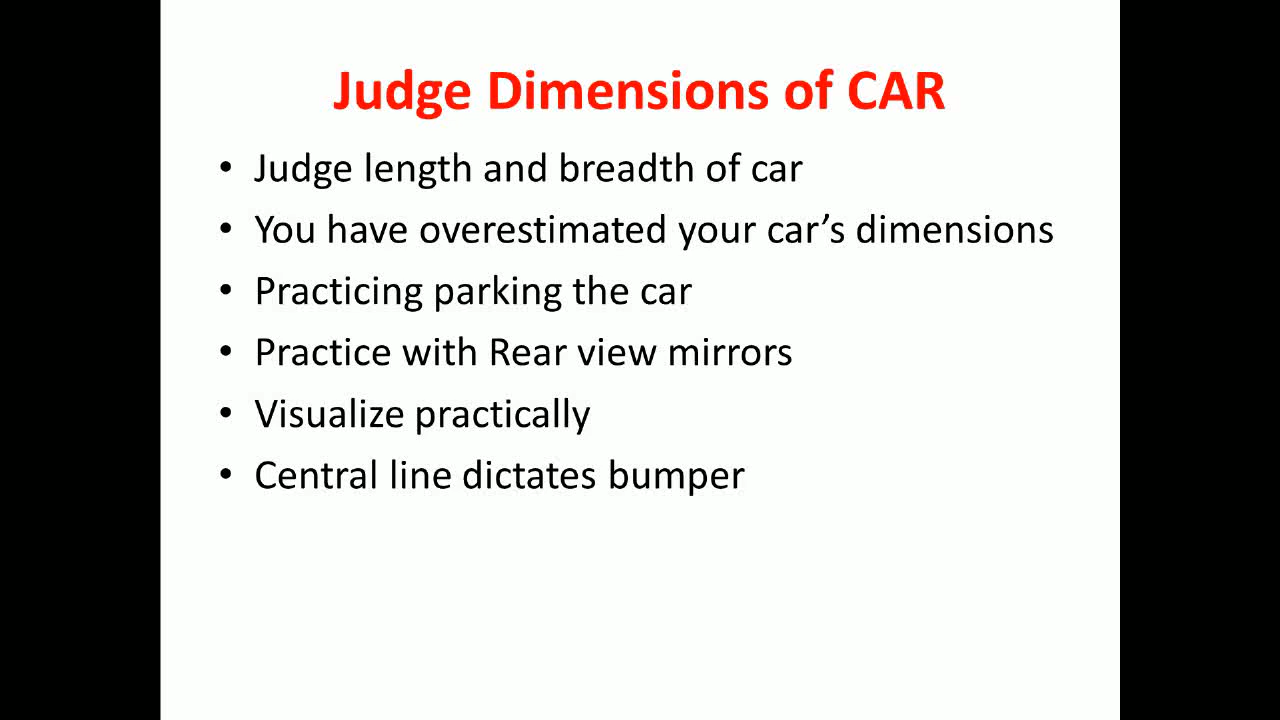 Judge Dimensions of CAR
• Judge length and breadth of car
• You have overestimated your car’s dimensions
• Practicing parking the car
• Practice with Rear view mirrors
• Visualize practically
• Central line dictates bumper